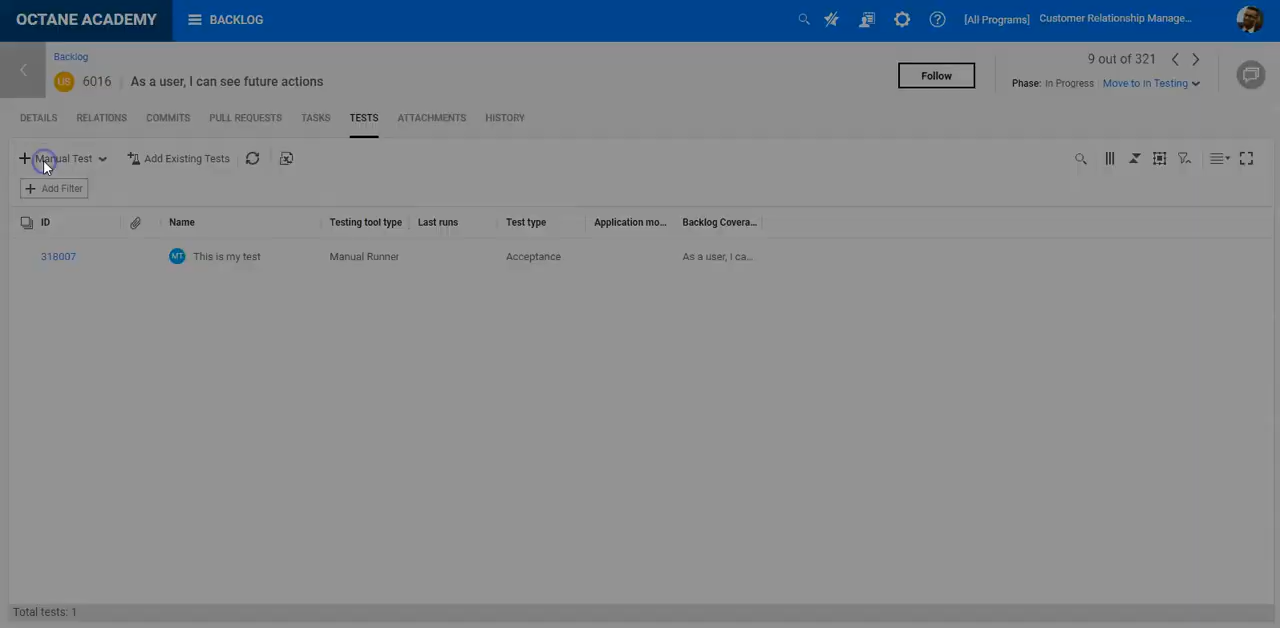 OCTANE ACADEMY
BACKLOG
[All Programs]
Customer Relationship Manage...
Backlog
US 6016 As a user, I can see future actions
Follow
9 out of 321
Phase: In Progress Move to In Testing
DETAILS RELATIONS COMMITS PULL REQUESTS TASKS TESTS ATTACHMENTS HISTORY
+ Manual Test Add Existing Tests
+ Add Filter
ID Name Testing tool type Last runs Test type Application mo... Backlog Covera...
318007 MT This is my test Manual Runner Acceptance As a user, I ca...
Total tests: 1